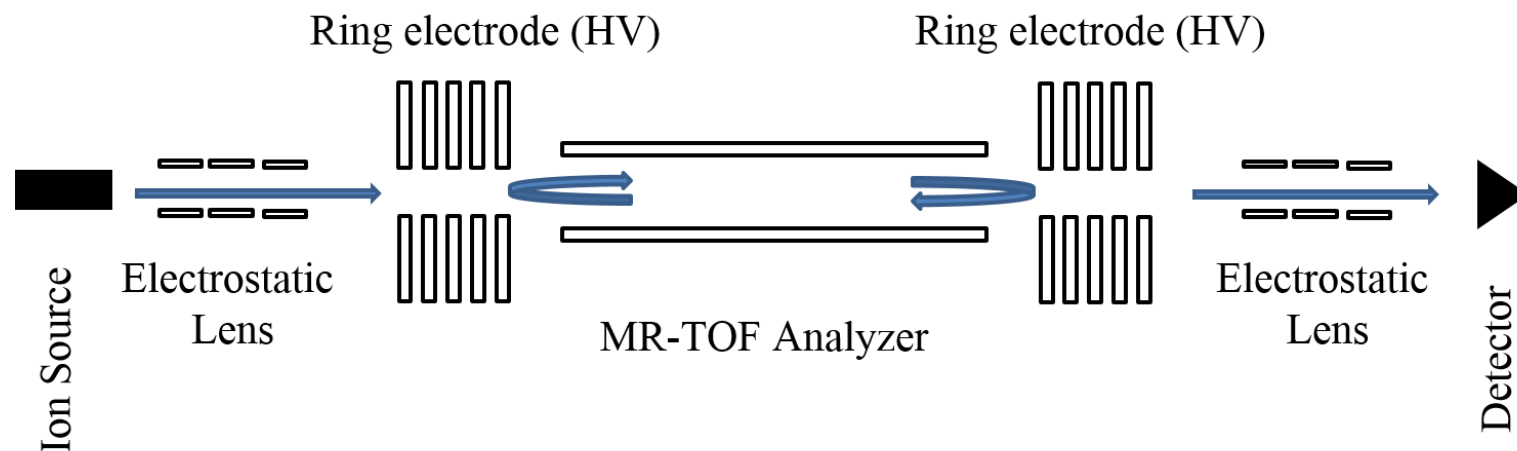 Ring electrode (HV)
Ring electrode (HV)
Ion Source
Electrostatic
Lens
MR-TOF Analyzer
Electrostatic
Lens
Detector